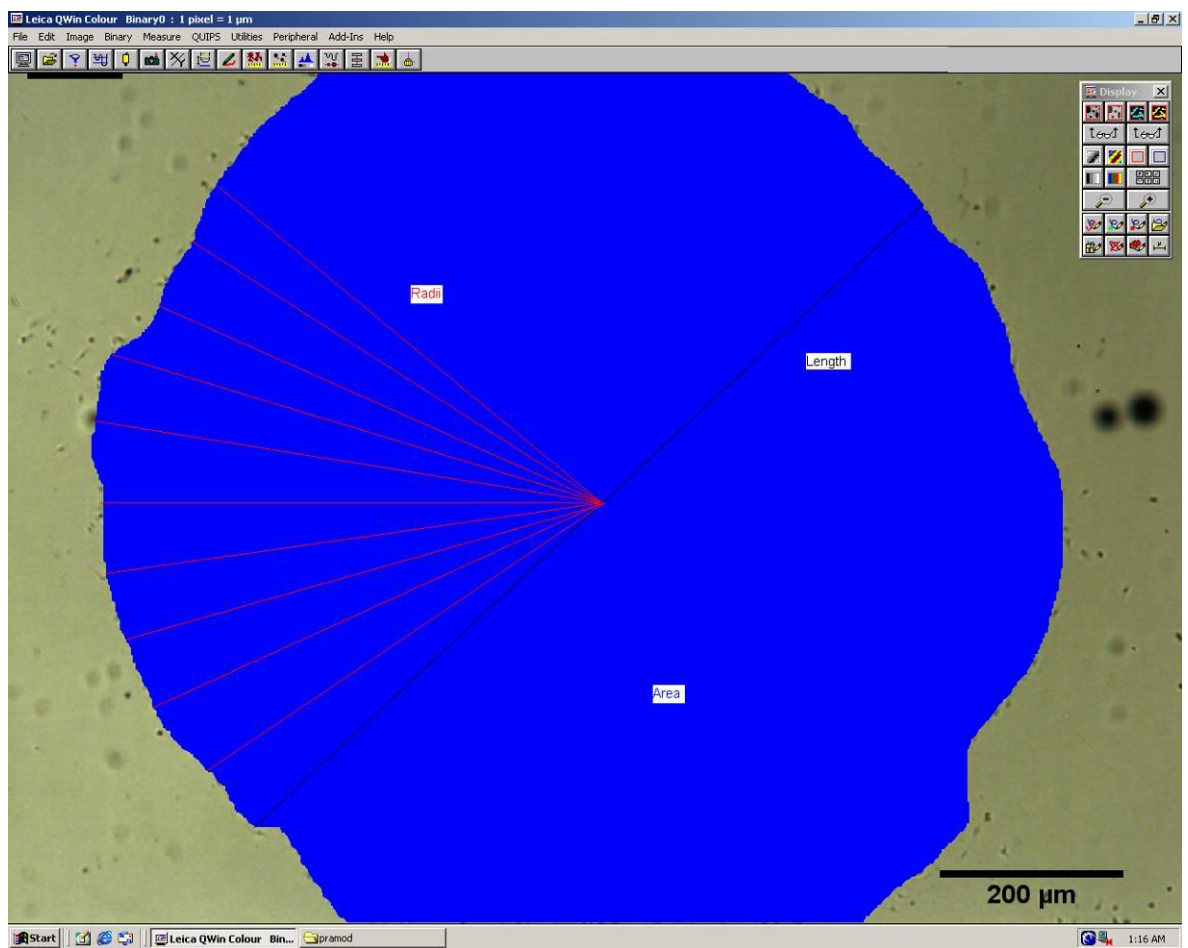 Leica QWin Colour Binary0 : 1 pixel = 1 µm
File Edit Image Binary Measure QUIPS Utilities Peripheral Add-Ins Help
Display
Radii
Length
Area
200 µm
Start Leica QWin Colour Bin... pramod 1:16 AM